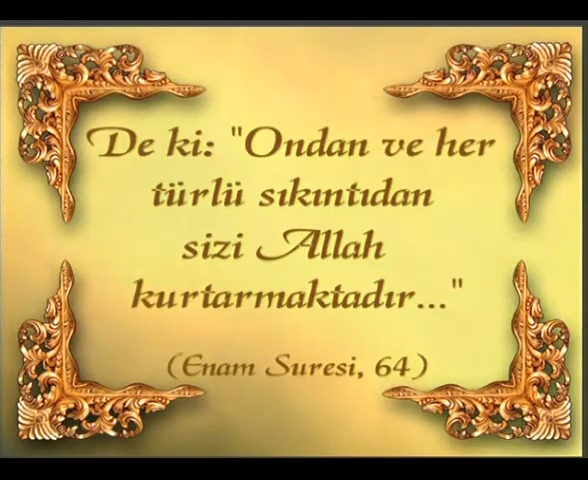 De ki: "Ondan ve her
türlü sıkıntıdan
sizi Allah
kurtarmaktadır..."
(Enam Suresi, 64)